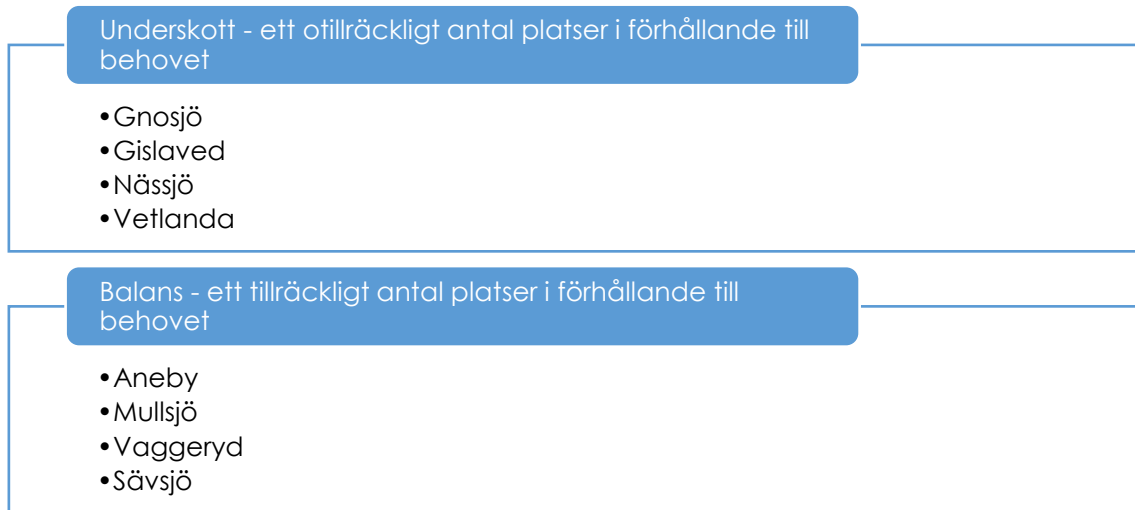 Underskott - ett otillräckligt antal platser i förhållande till
behovet
•Gnosjö
•Gislaved
•Nässjö
•Vetlanda
Balans - ett tillräckligt antal platser i förhållande till
behovet
•Aneby
•Mullsjö
•Vaggeryd
•Sävsjö